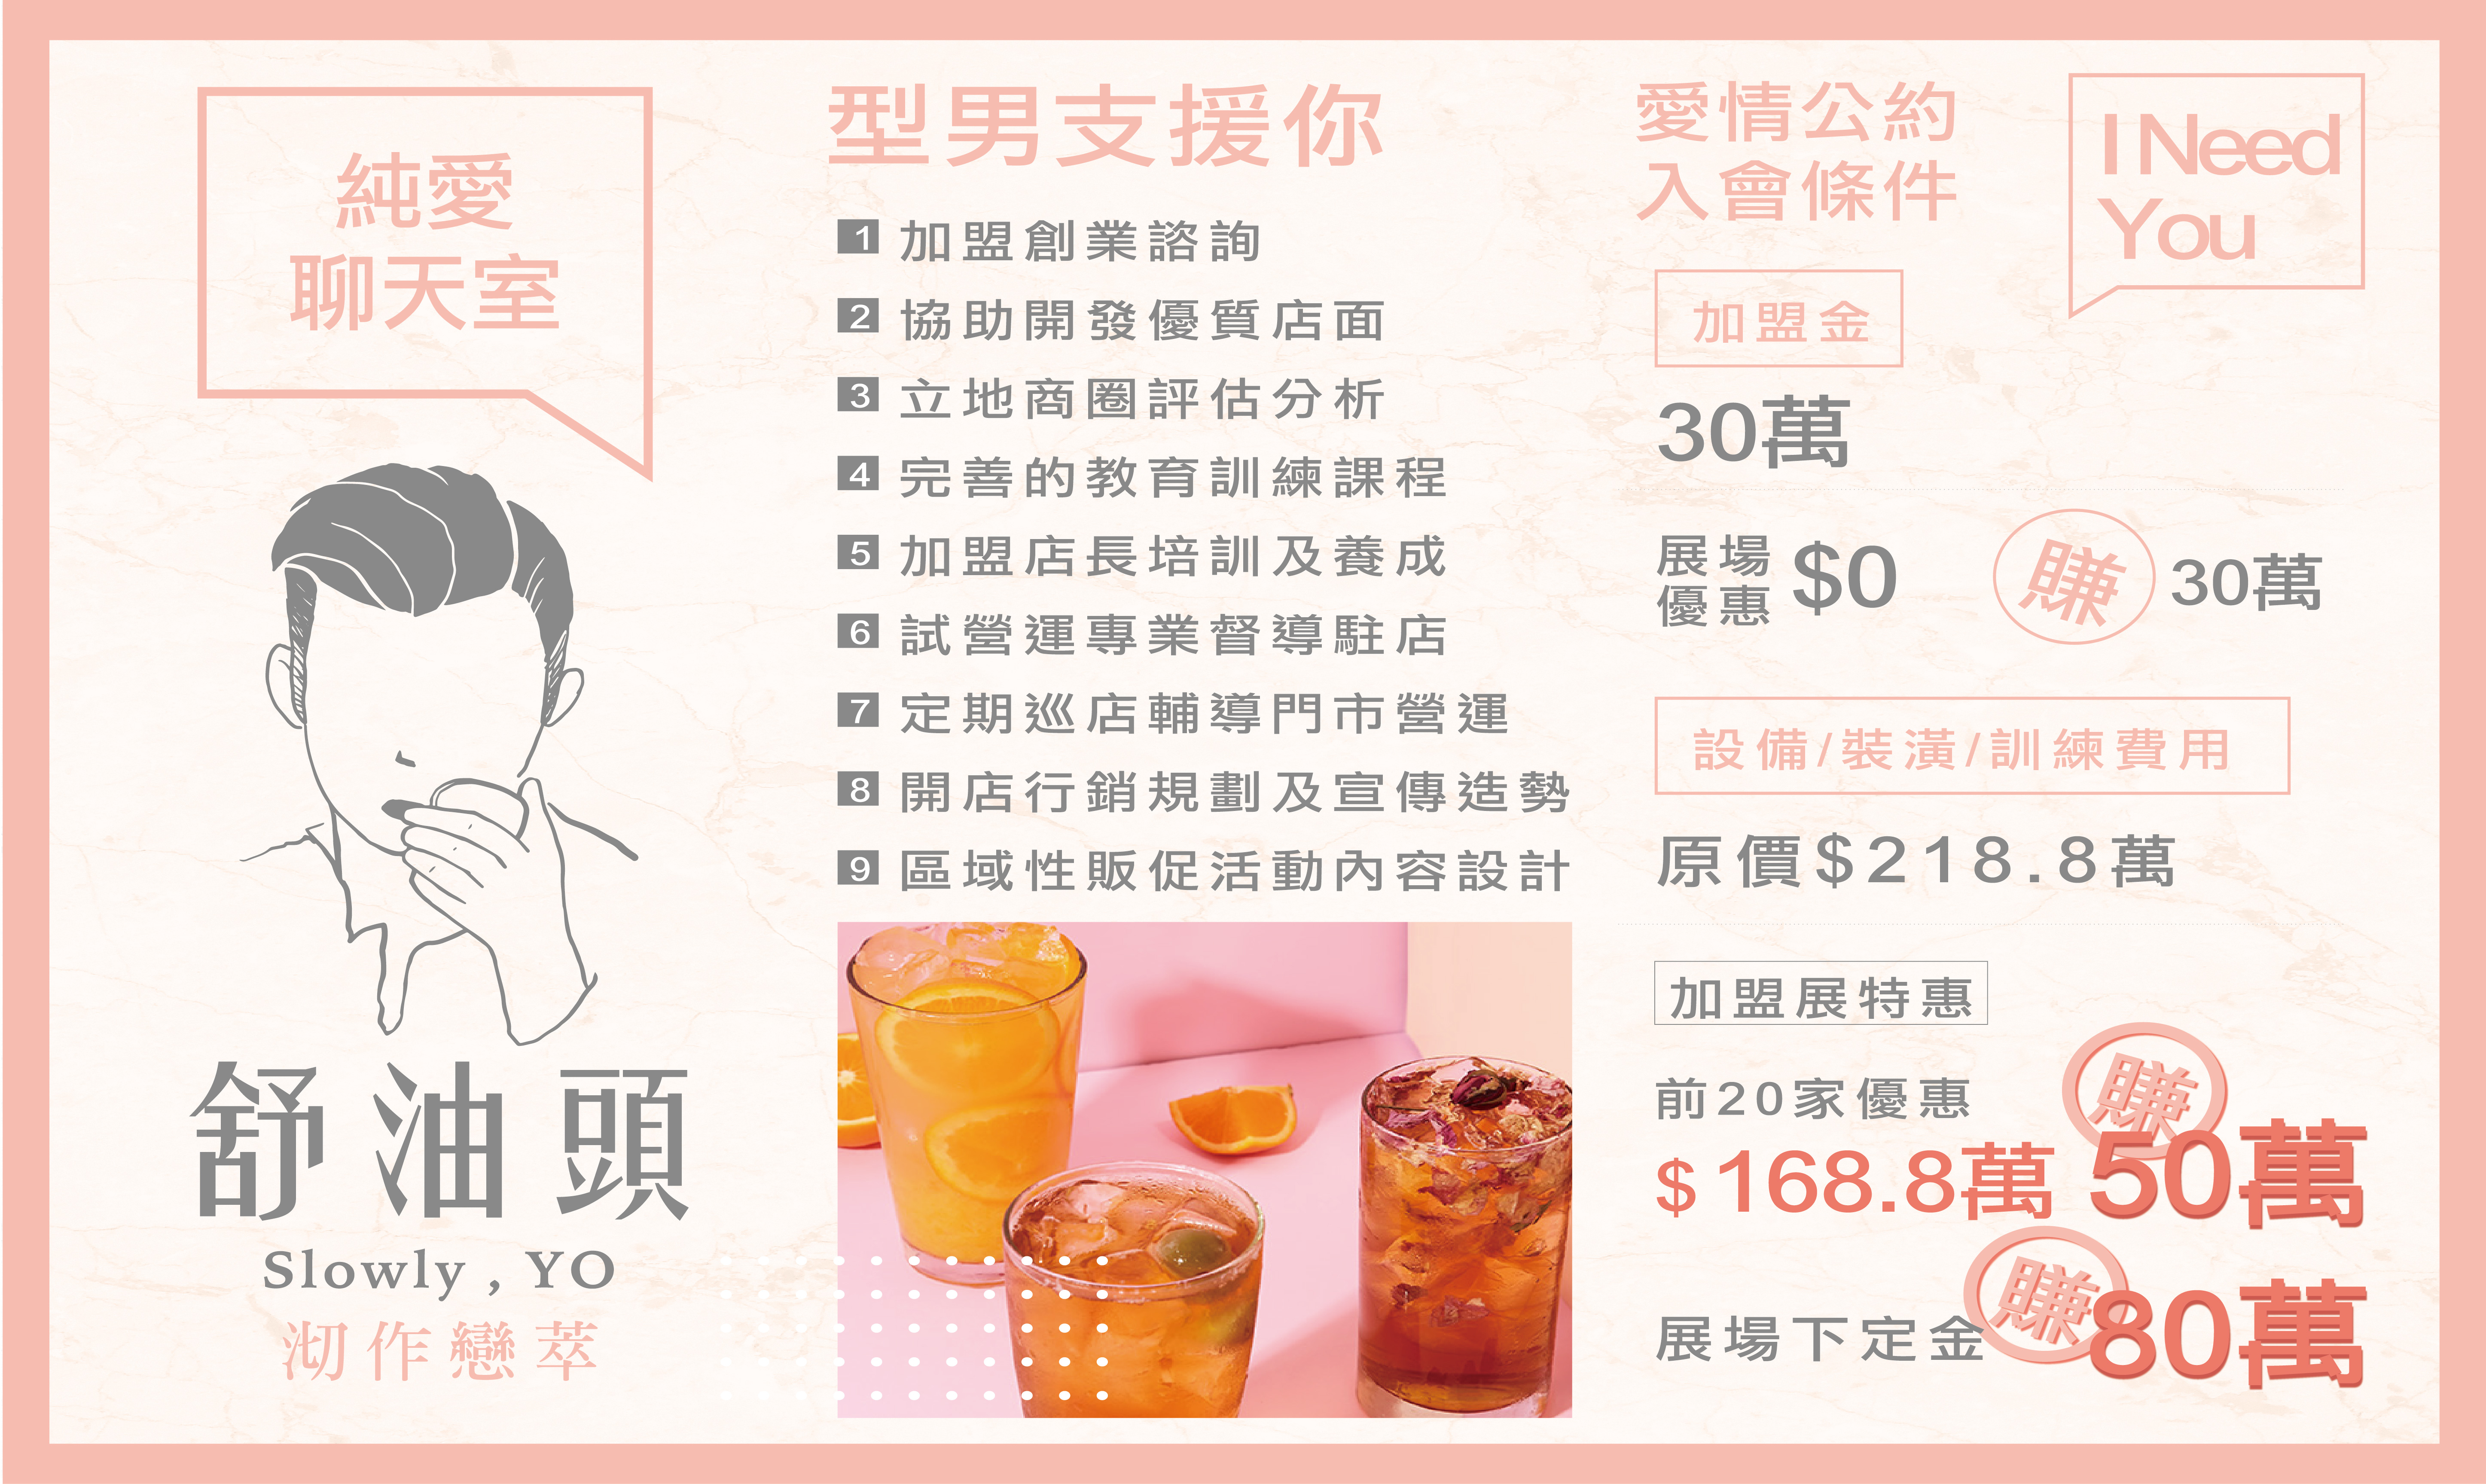 純愛
聊天室
舒油頭
Slowly , YO
沏作戀萃
型男支援你
1 加盟創業諮詢
2 協助開發優質店面
3 立地商圈評估分析
4 完善的教育訓練課程
5 加盟店長培訓及養成
6 試營運專業督導駐店
7 定期巡店輔導門市營運
8 開店行銷規劃及宣傳造勢
9 區域性販促活動內容設計
愛情公約
入會條件
I Need
You
加盟金
30萬
展場
優惠
$0 賺 30萬
設備/裝潢/訓練費用
原價$218.8萬
加盟展特惠
前20家優惠
$168.8萬 賺 50萬
展場下定金 賺 80萬